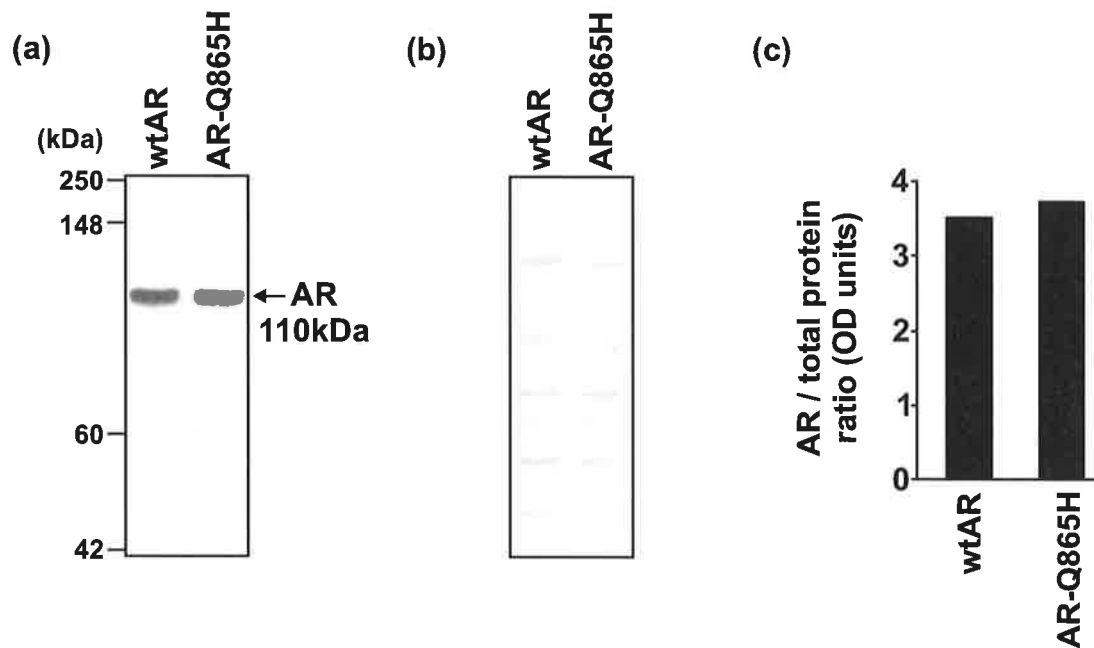 (a)
wtAR
AR-Q865H
(kDa)
250
148
60
42
AR
110kDa
(b)
wtAR
AR-Q865H
(c)
AR / total protein
ratio (OD units)
4
3
2
1
0
wtAR
AR-Q865H